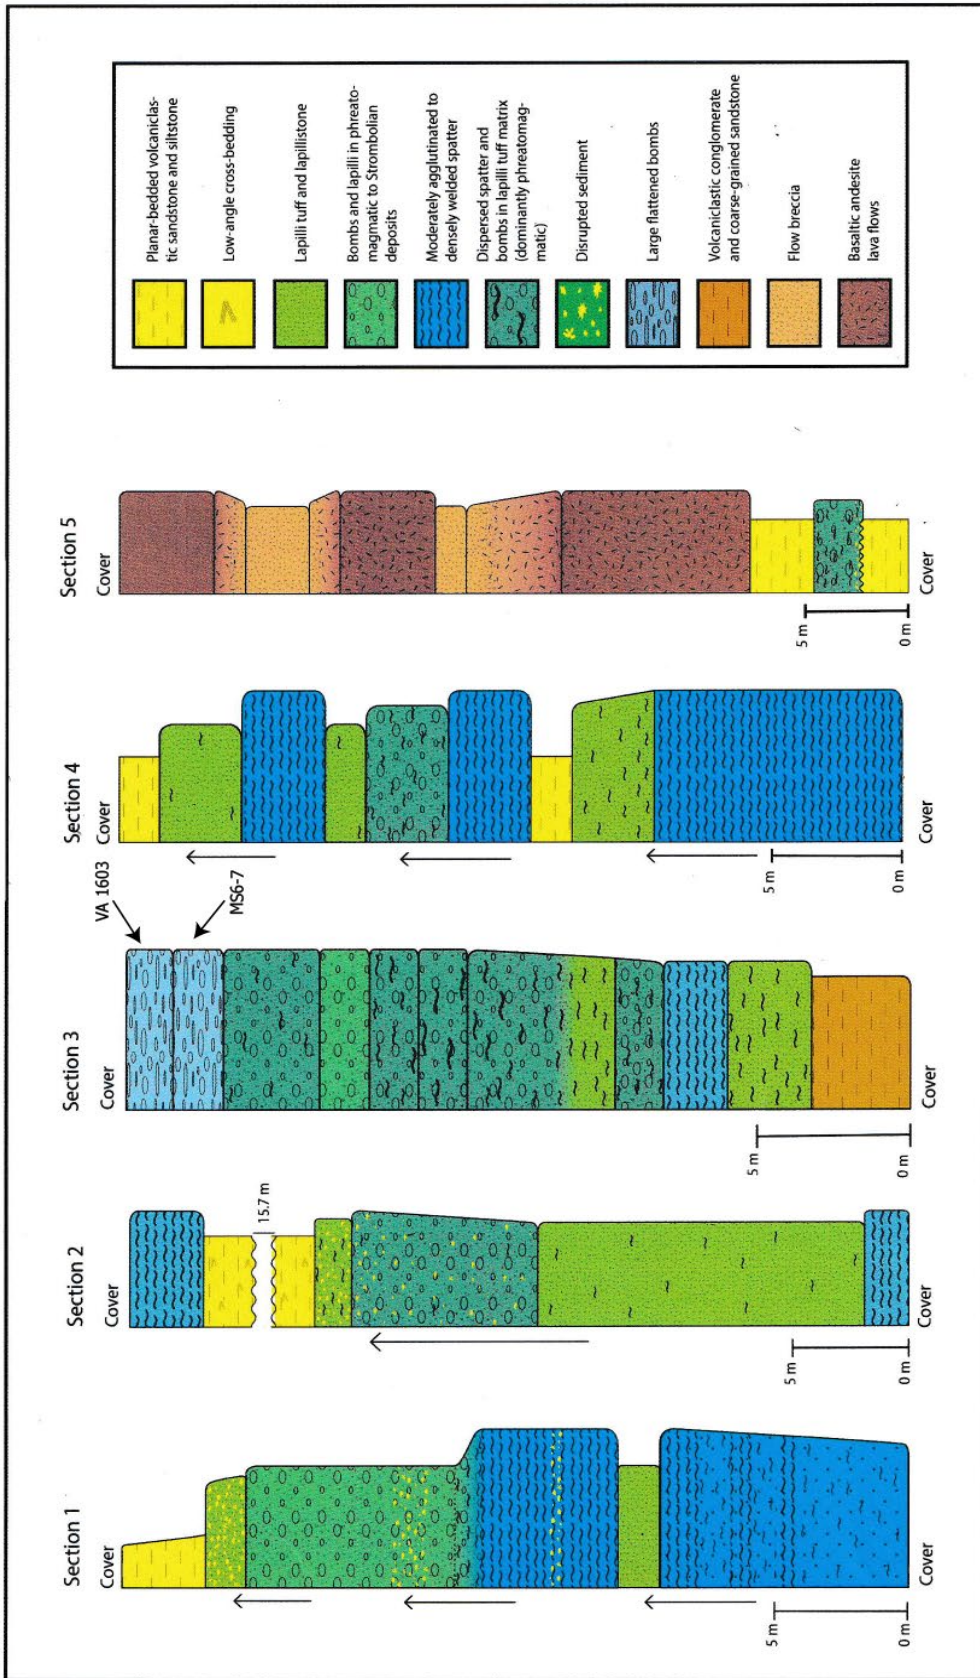 Section 1
Cover
5 m
0 m
Cover
Section 2
Cover
15.7 m
5 m
0 m
Cover
Section 3
Cover
VA 1603
MS6-7
5 m
0 m
Cover
Section 4
Cover
5 m
0 m
Cover
Section 5
Cover
5 m
0 m
Cover
Planar-bedded volcaniclas-
tic sandstone and siltstone
Low-angle cross-bedding
Lapilli tuff and lapillistone
Bombs and lapilli in phreato-
magmatic to Strombolian
deposits
Moderately agglutinated to
densely welded spatter
Dispersed spatter and
bombs in lapilli tuff matrix
(dominantly phreatomag-
matic)
Disrupted sediment
Large flattened bombs
Volcaniclastic conglomerate
and coarse-grained sandstone
Flow breccia
Basaltic andesite
lava flows